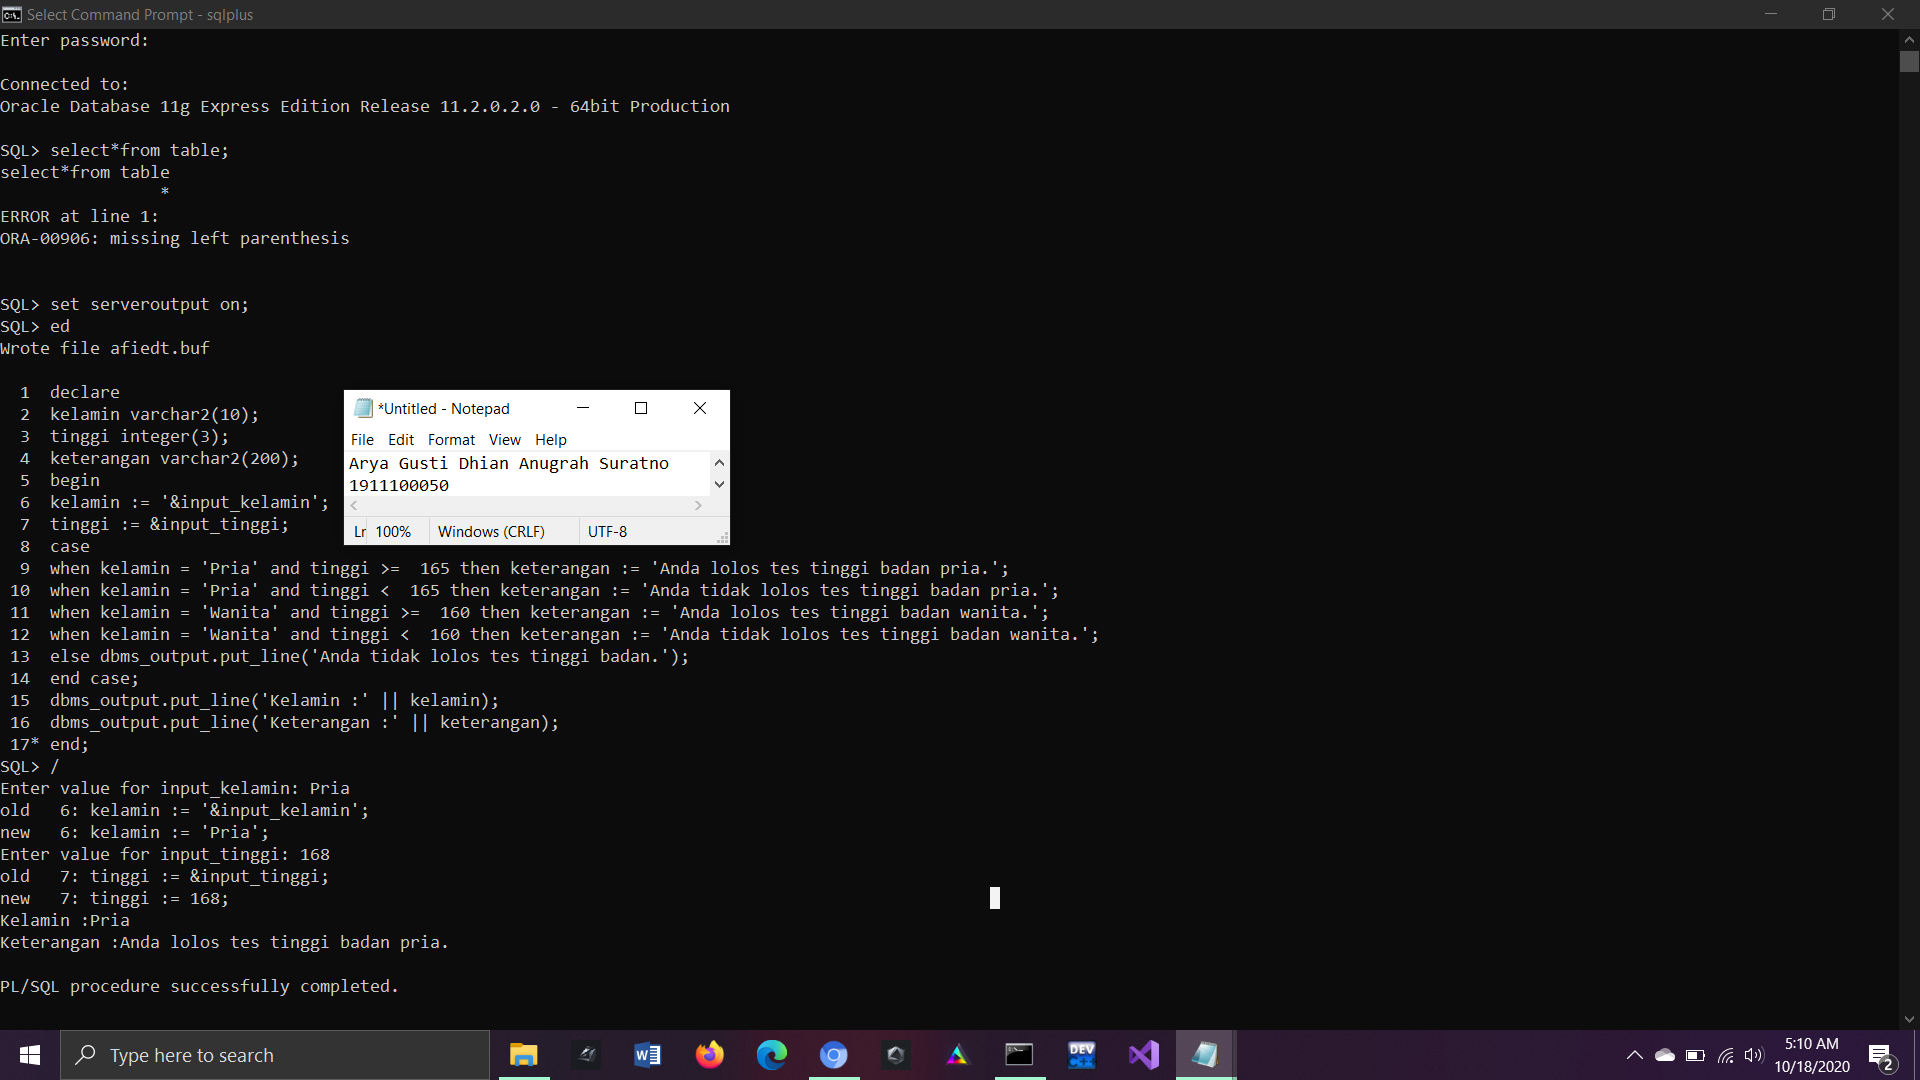 Select Command Prompt - sqlplus
Enter password:
Connected to:
Oracle Database 11g Express Edition Release 11.2.0.2.0 - 64bit Production
SQL> select*from table;
select*from table
*
ERROR at line 1:
ORA-00906: missing left parenthesis
SQL> set serveroutput on;
SQL> ed
Wrote file afiedt.buf
1 declare
2 kelamin varchar2(10);
3 tinggi integer(3);
4 keterangan varchar2(200);
5 begin
6 kelamin := '&input_kelamin';
7 tinggi := &input_tinggi;
8 case
9 when kelamin = 'Pria' and tinggi >=  165 then keterangan := 'Anda lolos tes tinggi badan pria.';
10 when kelamin = 'Pria' and tinggi <  165 then keterangan := 'Anda tidak lolos tes tinggi badan pria.';
11 when kelamin = 'Wanita' and tinggi >=  160 then keterangan := 'Anda lolos tes tinggi badan wanita.';
12 when kelamin = 'Wanita' and tinggi <  160 then keterangan := 'Anda tidak lolos tes tinggi badan wanita.';
13 else dbms_output.put_line('Anda tidak lolos tes tinggi badan.');
14 end case;
15 dbms_output.put_line('Kelamin :' || kelamin);
16 dbms_output.put_line('Keterangan :' || keterangan);
17* end;
SQL> /
Enter value for input_kelamin: Pria
old   6: kelamin := '&input_kelamin';
new   6: kelamin := 'Pria';
Enter value for input_tinggi: 168
old   7: tinggi := &input_tinggi;
new   7: tinggi := 168;
Kelamin :Pria
Keterangan :Anda lolos tes tinggi badan pria.
PL/SQL procedure successfully completed.
*Untitled - Notepad
File Edit Format View Help
Arya Gusti Dhian Anugrah Suratno
1911100050
Ln 100% Windows (CRLF) UTF-8
Type here to search
DEV C++
5:10 AM
10/18/2020
2